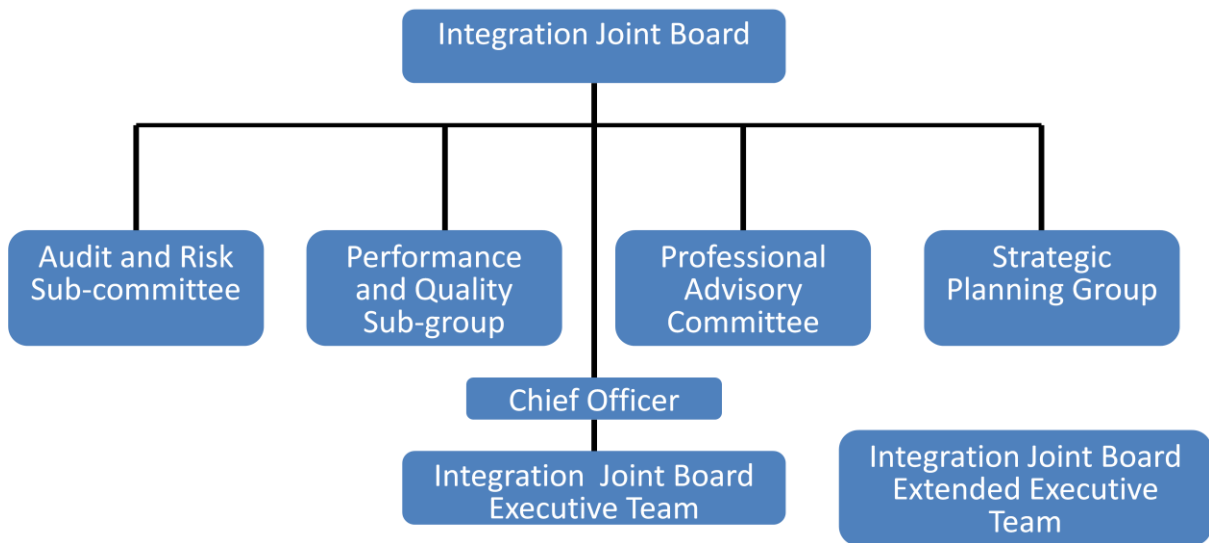 Integration Joint Board
Audit and Risk
Sub-committee
Performance
and Quality
Sub-group
Professional
Advisory
Committee
Strategic
Planning Group
Chief Officer
Integration Joint Board
Executive Team
Integration Joint Board
Extended Executive
Team